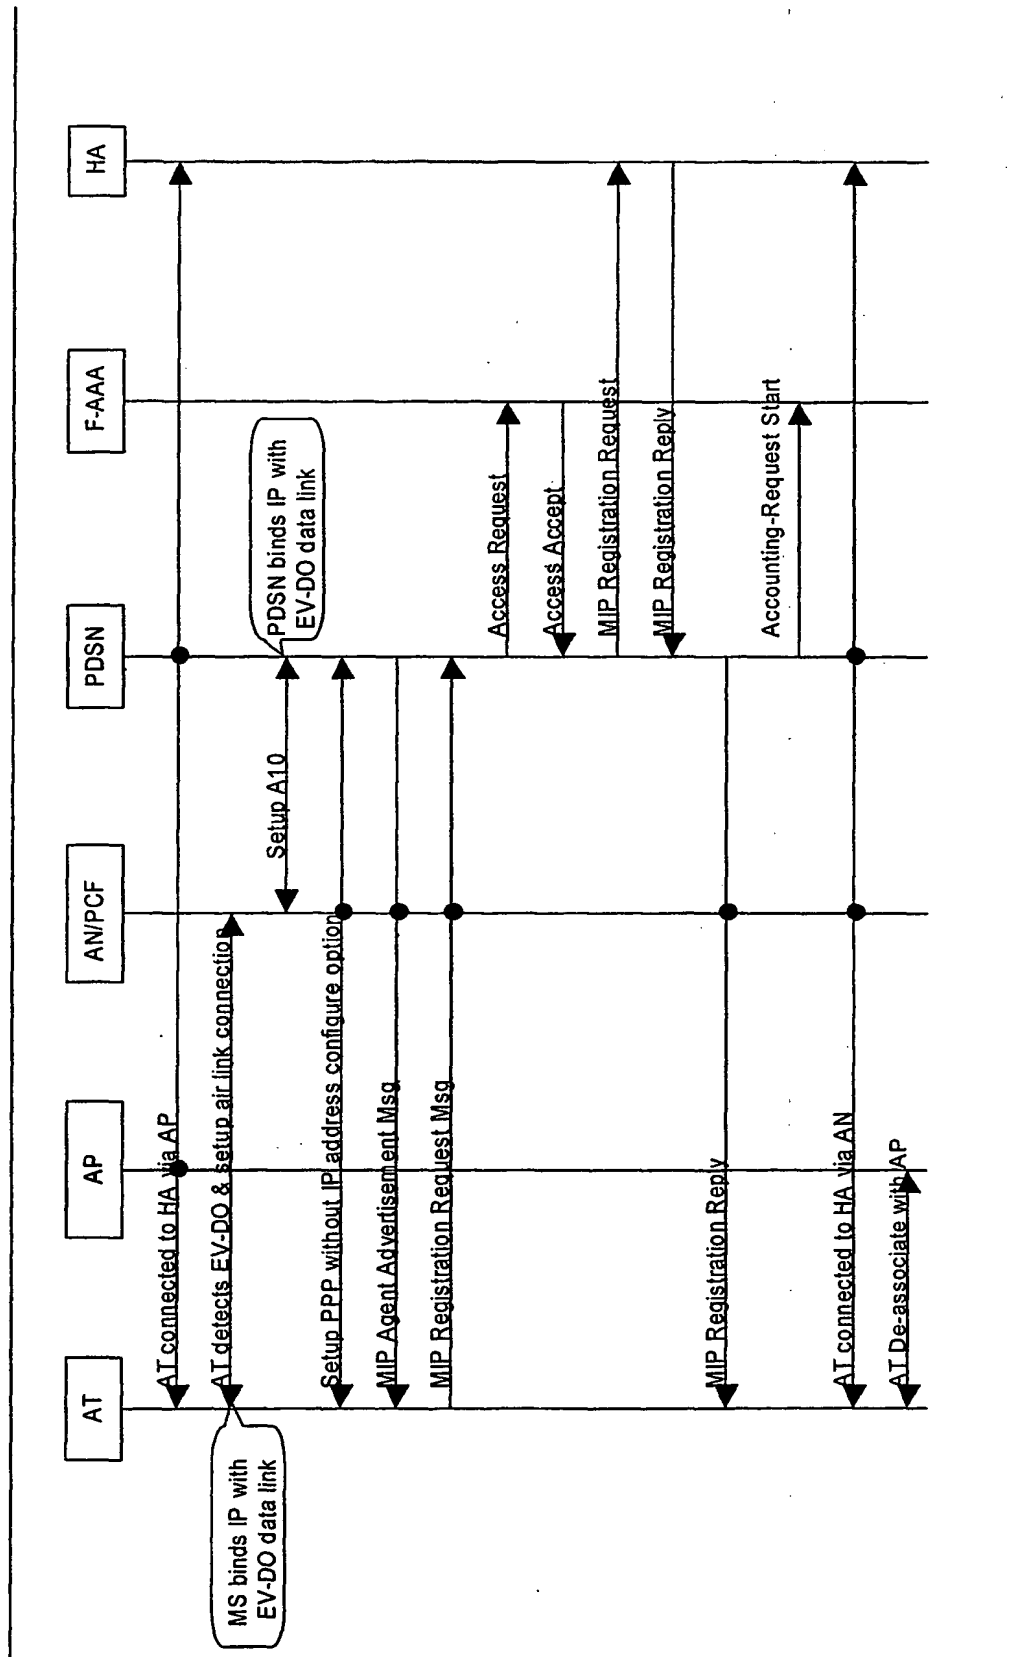 AT
AP
AN/PCF
PDSN
F-AAA
HA
AT connected to HA via AP
AT detects EV-DO & setup air link connection
MS binds IP with
EV-DO data link
Setup A10
PDSN binds IP with
EV-DO data link
Setup PPP without IP address configure option
MIP Agent Advertisement Msg
MIP Registration Request Msg
Access Request
Access Accept
MIP Registration Request
MIP Registration Reply
MIP Registration Reply
Accounting-Request Start
AT connected to HA via AN
AT De-associate with AP